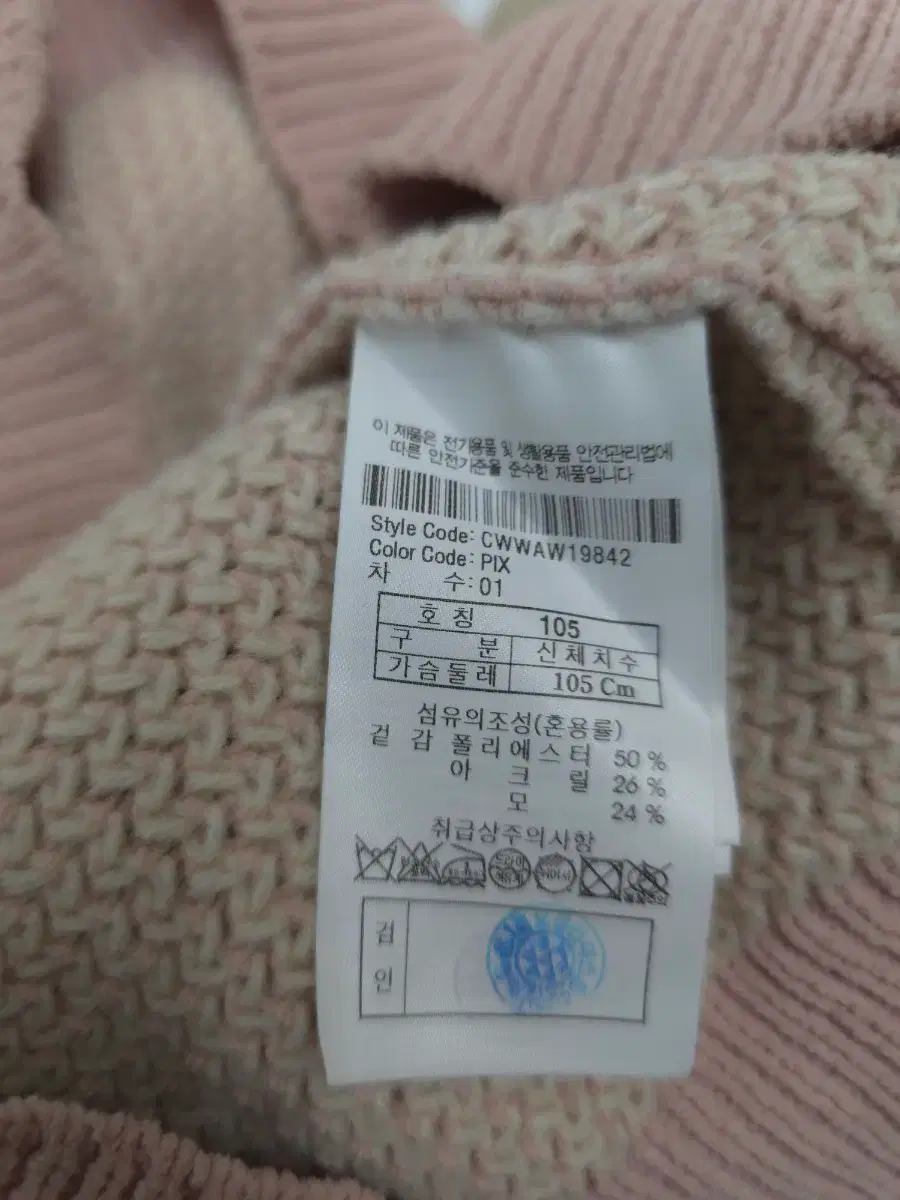 이 제품은 전기용품 및 생활용품 안전관리법에
따른 안전기준을 준수한 제품입니다
Style Code: CWWAW19842
Color Code: PIX
차 수: 01
호칭 105
구 분 신체치수
가슴둘레 105 Cm
섬유의조성(혼용률)
겉감 폴리에스터 50 %
아크릴 26 %
모 24 %
취급상주의사항
드라이
검
인